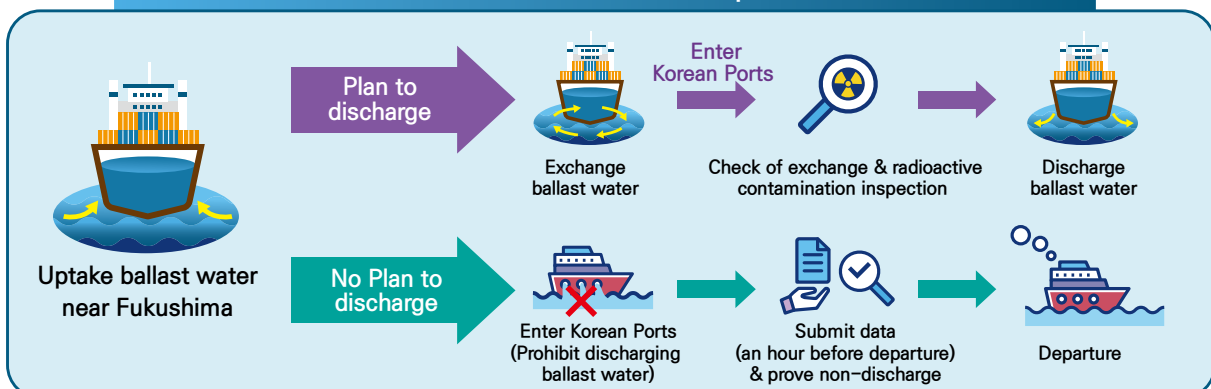 Uptake ballast water
near Fukushima
Plan to
discharge
Exchange
ballast water
Enter
Korean Ports
Check of exchange & radioactive
contamination inspection
Discharge
ballast water
No Plan to
discharge
Enter Korean Ports
(Prohibit discharging
ballast water)
Submit data
(an hour before departure)
& prove non-discharge
Departure